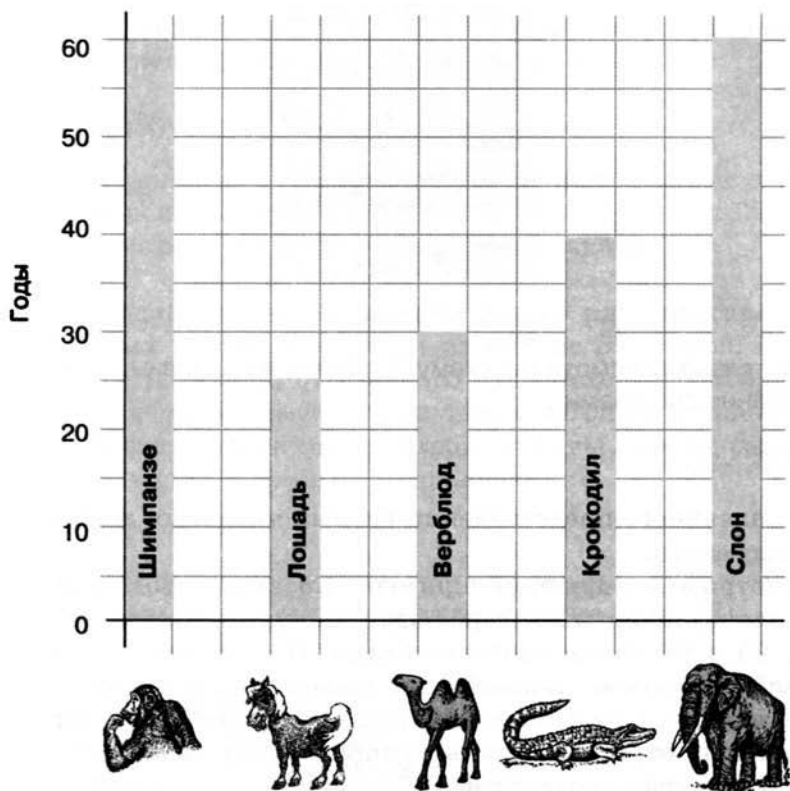 60
50
40
30
20
10
0
Годы
Шимпанзе
Лошадь
Верблюд
Крокодил
Слон